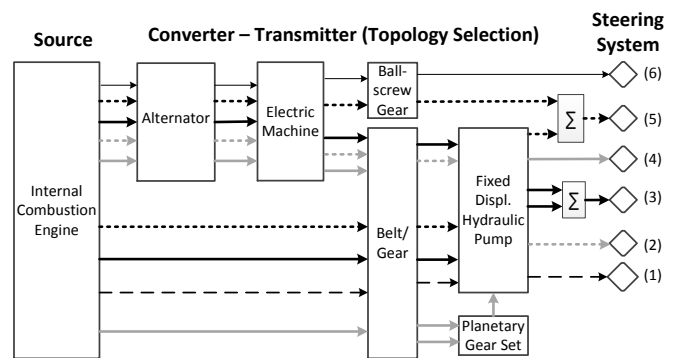 Source
Converter – Transmitter (Topology Selection)
Steering
System
Internal
Combustion
Engine
Alternator
Electric
Machine
Ball-
screw
Gear
Belt/
Gear
Fixed
Displ.
Hydraulic
Pump
Planetary
Gear Set
Σ
Σ
(6)
(5)
(4)
(3)
(2)
(1)